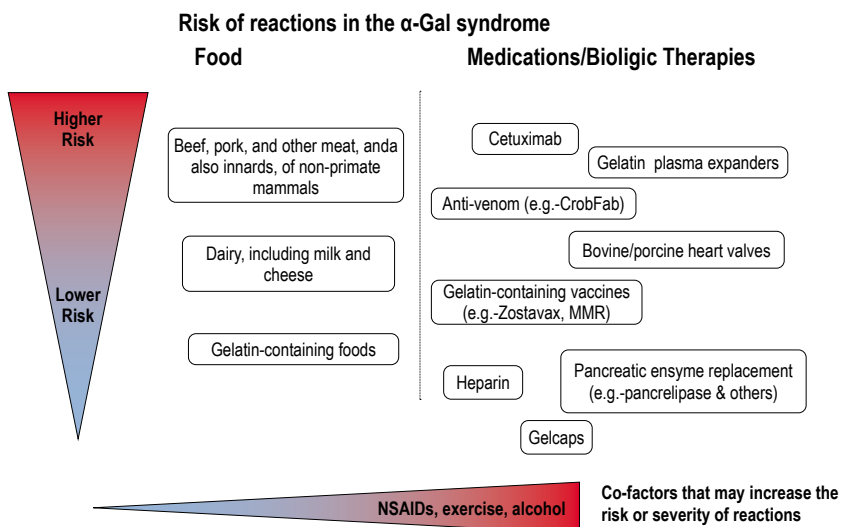 Risk of reactions in the α-Gal syndrome
Food
Medications/Bioligic Therapies
Higher
Risk
Lower
Risk
Beef, pork, and other meat, anda
also innards, of non-primate
mammals
Dairy, including milk and
cheese
Gelatin-containing foods
Cetuximab
Gelatin plasma expanders
Anti-venom (e.g.-CrobFab)
Bovine/porcine heart valves
Gelatin-containing vaccines
(e.g.-Zostavax, MMR)
Heparin
Pancreatic ensyme replacement
(e.g.-pancrelipase & others)
Gelcaps
NSAIDs, exercise, alcohol
Co-factors that may increase the
risk or severity of reactions